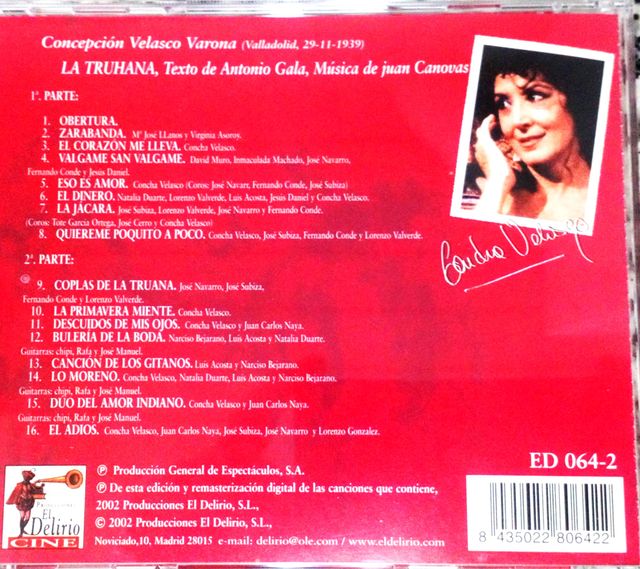 Concepción Velasco Varona (Valladolid, 29-11-1939)
LA TRUHANA, Texto de Antonio Gala, Música de juan Canovas
1ª. PARTE:
1. OBERTURA.
2. ZARABANDA. Mª José LLanos y Virginia Asoroy.
3. EL CORAZÓN ME LLEVA. Concha Velasco.
4. VALGAME SAN VALGAME. David Muro, Inmaculada Machado, José Navarro,
Fernando Conde y Jesus Daniel.
5. ESO ES AMOR. Concha Velasco (Coros: José Navarr, Fernando Conde, José Subiza)
6. EL DINERO. Natalia Duarte, Lorenzo Valverde, Luis Acosta, Jesus Daniel y Concha Velasco.
7. LA JÁCARA. José Subiza, Lorenzo Valverde, José Navarro y Fernando Conde.
(Coros: Tote Garcia Ortega, José Cerro y Concha Velasco)
8. QUIEREME POQUITO A POCO. Concha Velasco, José Subiza, Fernando Conde y Lorenzo Valverde.
Concha Velasco
2ª. PARTE:
9. COPLAS DE LA TRUANA. José Navarro, José Subiza,
Fernando Conde y Lorenzo Valverde.
10. LA PRIMAVERA MIENTE. Concha Velasco.
11. DESCUIDOS DE MIS OJOS. Concha Velasco y Juan Carlos Naya.
12. BULERÍA DE LA BODA. Narciso Bejarano, Luis Acosta y Natalia Duarte.
Guitarras: chipi, Rafa y José Manuel.
13. CANCIÓN DE LOS GITANOS. Luis Acosta y Narciso Bejarano.
14. LO MORENO. Concha Velasco, Natalia Duarte, Luis Acosta y Narciso Bejarano.
Guitarras: chipi, Rafa y José Manuel.
15. DÚO DEL AMOR INDIANO. Concha Velasco y Juan Carlos Naya.
Guitarras: chipi, Rafa y José Manuel.
16. EL ADIOS. Concha Velasco, Juan Carlos Naya, José Subiza, José Navarro y Lorenzo Gonzalez.
ED 064-2
PRODUCCIONES
El
Delirio
CINE
℗ Producción General de Espectáculos, S.A.
℗ De esta edición y remasterización digital de las canciones que contiene,
2002 Producciones El Delirio, S.L.,
© 2002 Producciones El Delirio, S.L.,
Noviciado,10, Madrid 28015 e-mail: delirio@ole.com / www.eldelirio.com
8 435022 806422